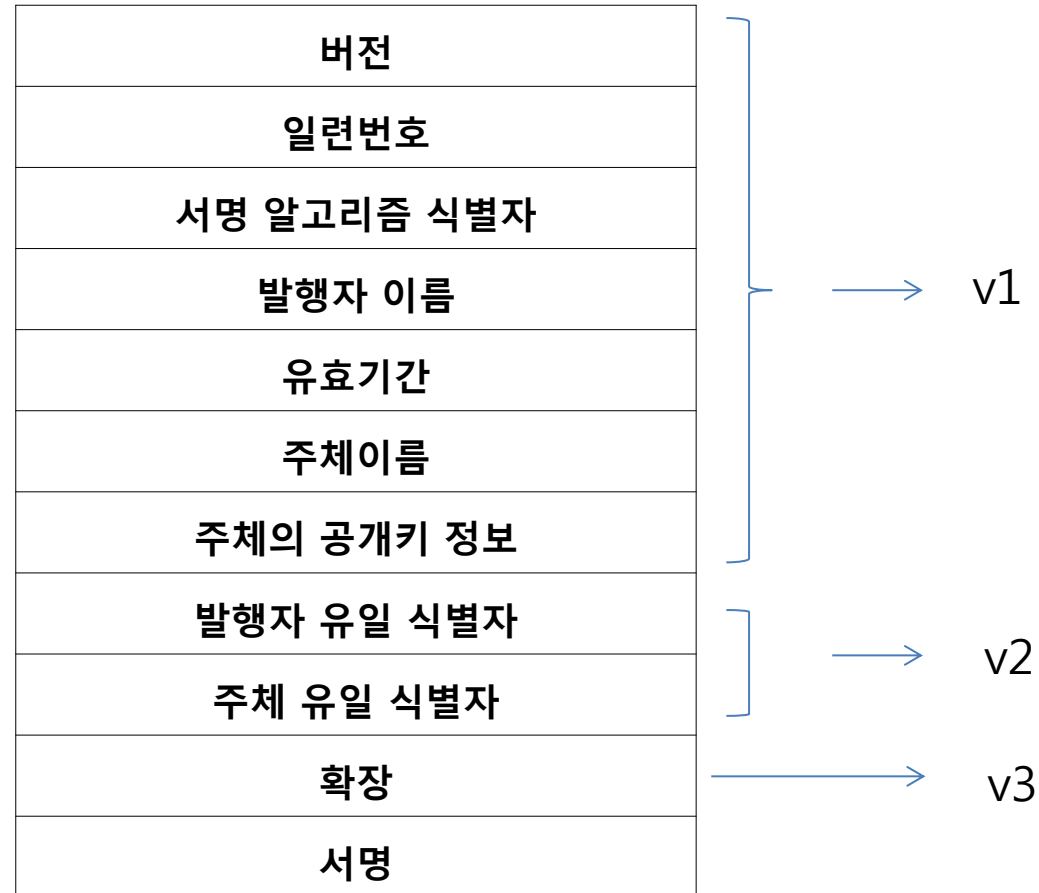 버전
일련번호
서명 알고리즘 식별자
발행자 이름
유효기간
주체이름
주체의 공개키 정보
발행자 유일 식별자
주체 유일 식별자
확장
서명
v1
v2
v3